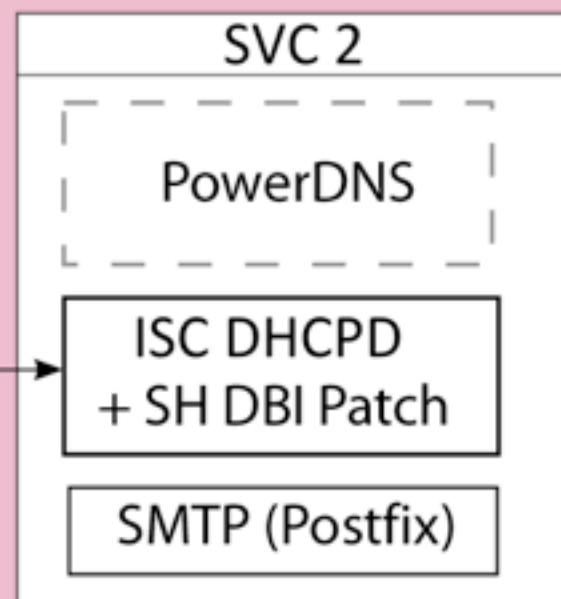 SVC 2
PowerDNS
ISC DHCPD
+ SH DBI Patch
SMTP (Postfix)